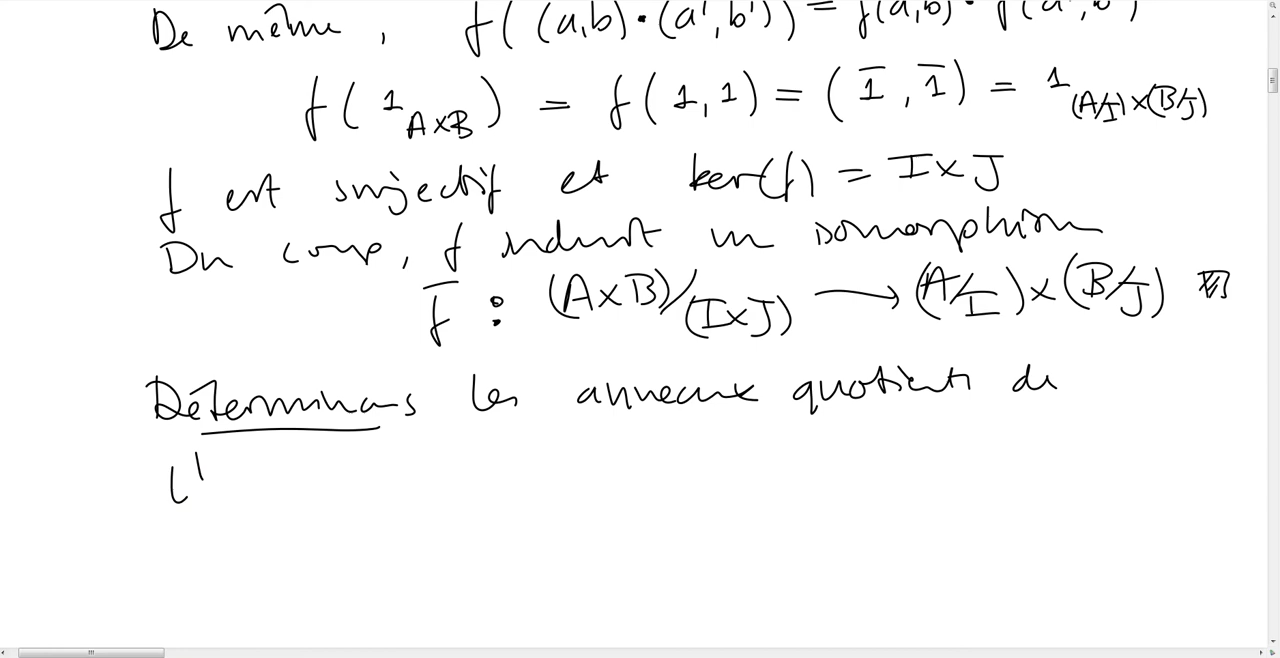 De même, f((a,b)·(a',b')) = f(a,b)·f(a',b')
f(1_{A×B}) = f(1,1) = (1̅,1̅) = 1_{(A/I)×(B/J)}
f est surjectif et ker(f) = I×J
Du coup, f induit un isomorphism
f̅ : (A×B)/(I×J) → (A/I)×(B/J)
Déterminons les anneaux quotients de
l'